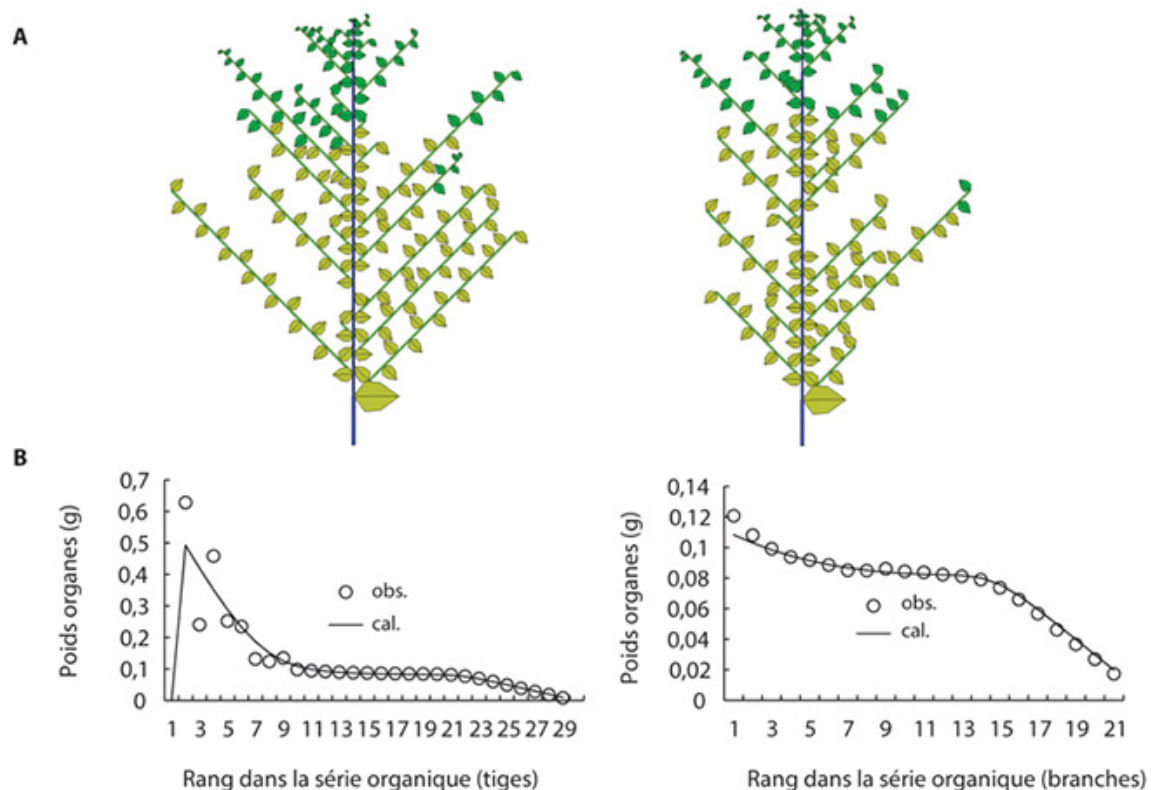 A
B
Poids organes (g)
0,7
0,6
0,5
0,4
0,3
0,2
0,1
0
obs.
cal.
1 3 5 7 9 11 13 15 17 19 21 23 25 27 29
Rang dans la série organique (tiges)
Poids organes (g)
0,14
0,12
0,1
0,08
0,06
0,04
0,02
0
obs.
cal.
1 3 5 7 9 11 13 15 17 19 21
Rang dans la série organique (branches)